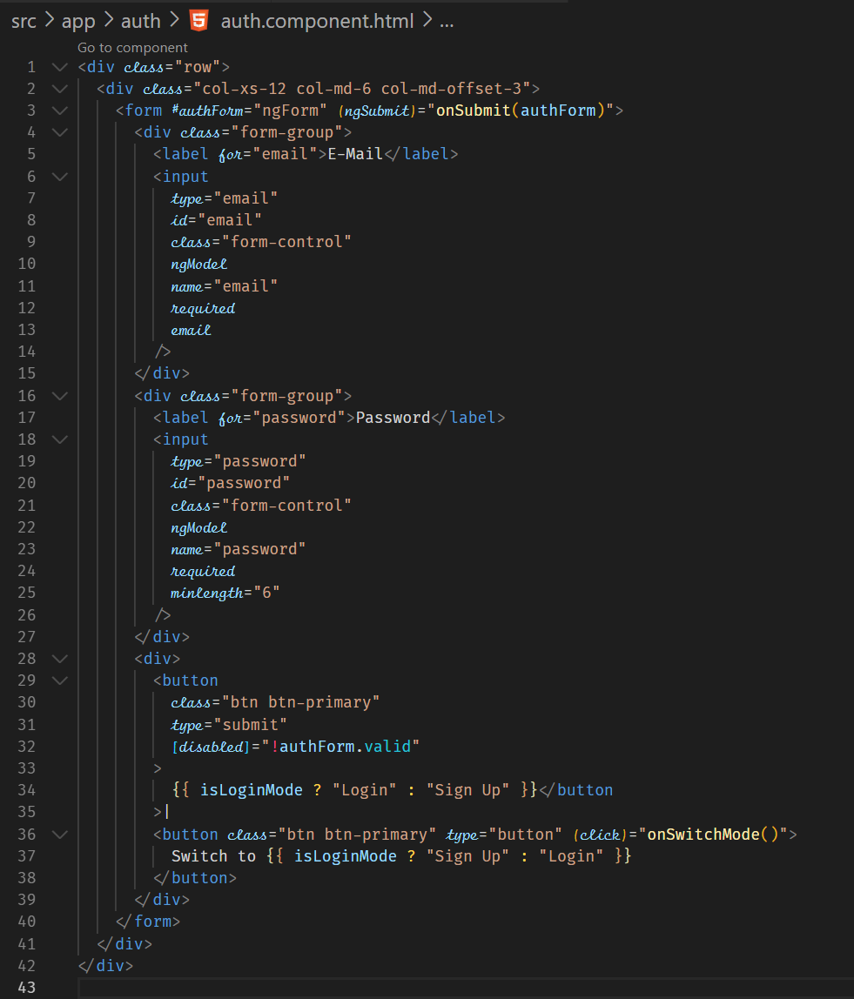 src > app > auth > auth.component.html > ...
Go to component
1 <div class="row">
2 <div class="col-xs-12 col-md-6 col-md-offset-3">
3 <form #authForm="ngForm" (ngSubmit)="onSubmit(authForm)">
4 <div class="form-group">
5 <label for="email">E-Mail</label>
6 <input
7 type="email"
8 id="email"
9 class="form-control"
10 ngModel
11 name="email"
12 required
13 email
14 />
15 </div>
16 <div class="form-group">
17 <label for="password">Password</label>
18 <input
19 type="password"
20 id="password"
21 class="form-control"
22 ngModel
23 name="password"
24 required
25 minlength="6"
26 />
27 </div>
28 <div>
29 <button
30 class="btn btn-primary"
31 type="submit"
32 [disabled]="!authForm.valid"
33 >
34 {{ isLoginMode ? "Login" : "Sign Up" }}</button
35 >|
36 <button class="btn btn-primary" type="button" (click)="onSwitchMode()">
37 Switch to {{ isLoginMode ? "Sign Up" : "Login" }}
38 </button>
39 </div>
40 </form>
41 </div>
42 </div>
43